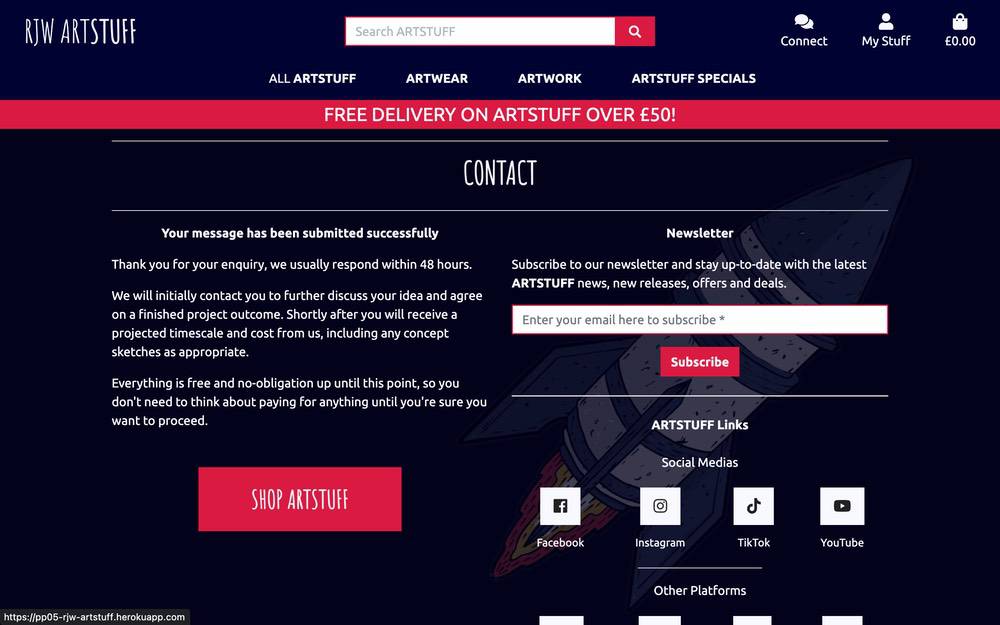 RJW ARTSTUFF
Search ARTSTUFF
Connect
My Stuff
£0.00
ALL ARTSTUFF
ARTWEAR
ARTWORK
ARTSTUFF SPECIALS
FREE DELIVERY ON ARTSTUFF OVER £50!
CONTACT
Your message has been submitted successfully
Thank you for your enquiry, we usually respond within 48 hours.
We will initially contact you to further discuss your idea and agree
on a finished project outcome. Shortly after you will receive a
projected timescale and cost from us, including any concept
sketches as appropriate.
Everything is free and no-obligation up until this point, so you
don't need to think about paying for anything until you're sure you
want to proceed.
SHOP ARTSTUFF
Newsletter
Subscribe to our newsletter and stay up-to-date with the latest
ARTSTUFF news, new releases, offers and deals.
Enter your email here to subscribe *
Subscribe
ARTSTUFF Links
Social Medias
Facebook
Instagram
TikTok
YouTube
Other Platforms
https://pp05-rjw-artstuff.herokuapp.com